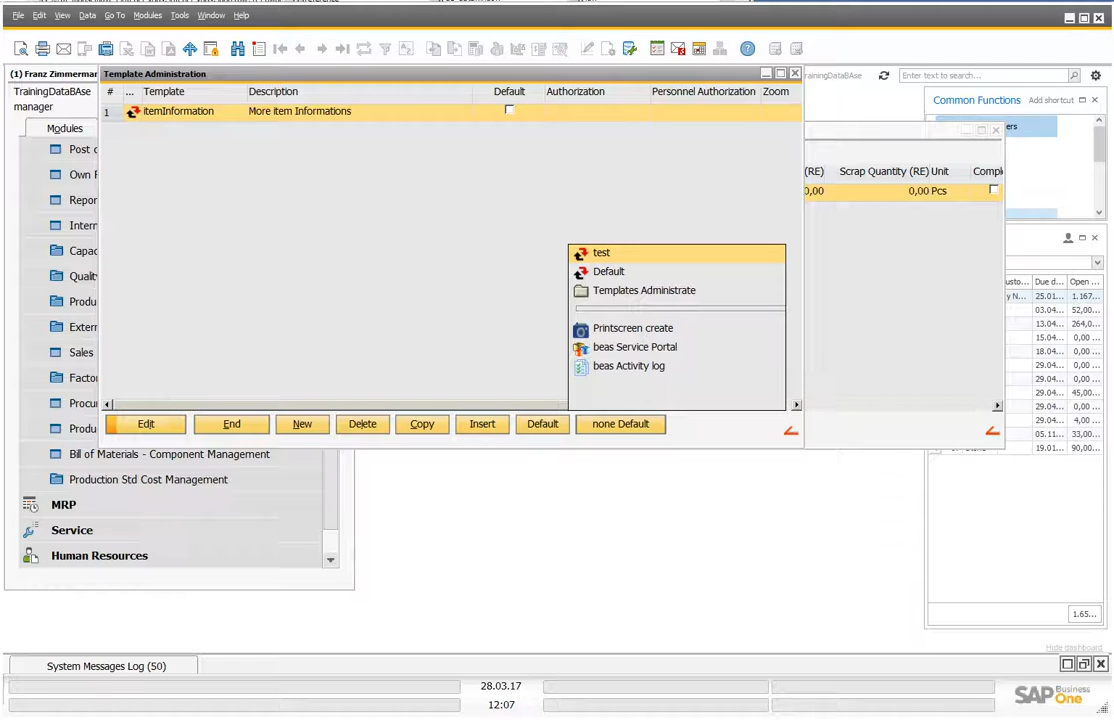 File Edit View Data Go To Modules Tools Window Help
(1) Franz Zimmerman
TrainingDataBAse
manager
Modules
Post
Own
Repor
Intern
Capac
Qualit
Produ
Extern
Sales
Factor
Procu
Produ
Bill of Materials - Component Management
Production Std Cost Management
MRP
Service
Human Resources
Template Administration
# ... Template Description Default Authorization Personnel Authorization Zoom
1 itemInformation More item Informations
test
Default
Templates Administrate
Printscreen create
beas Service Portal
beas Activity log
Edit End New Delete Copy Insert Default none Default
(RE) Scrap Quantity (RE) Unit Compl
0,00 0,00 Pcs
rainingDataBAse Enter text to search...
Common Functions Add shortcut
ers
usto... Due d... Open ...
y N... 25.01... 1.167...
03.04... 52,00...
13.04... 264,0...
15.04... 0,00 ...
18.04... 0,00 ...
29.04... 0,00 ...
29.04... 0,00 ...
29.04... 45,00...
29.04... 0,00 ...
29.04... 4,00 ...
05.11... 33,00...
19.01... 90,00...
1.65...
Hide dashboard
System Messages Log (50)
28.03.17
12:07
SAP Business One